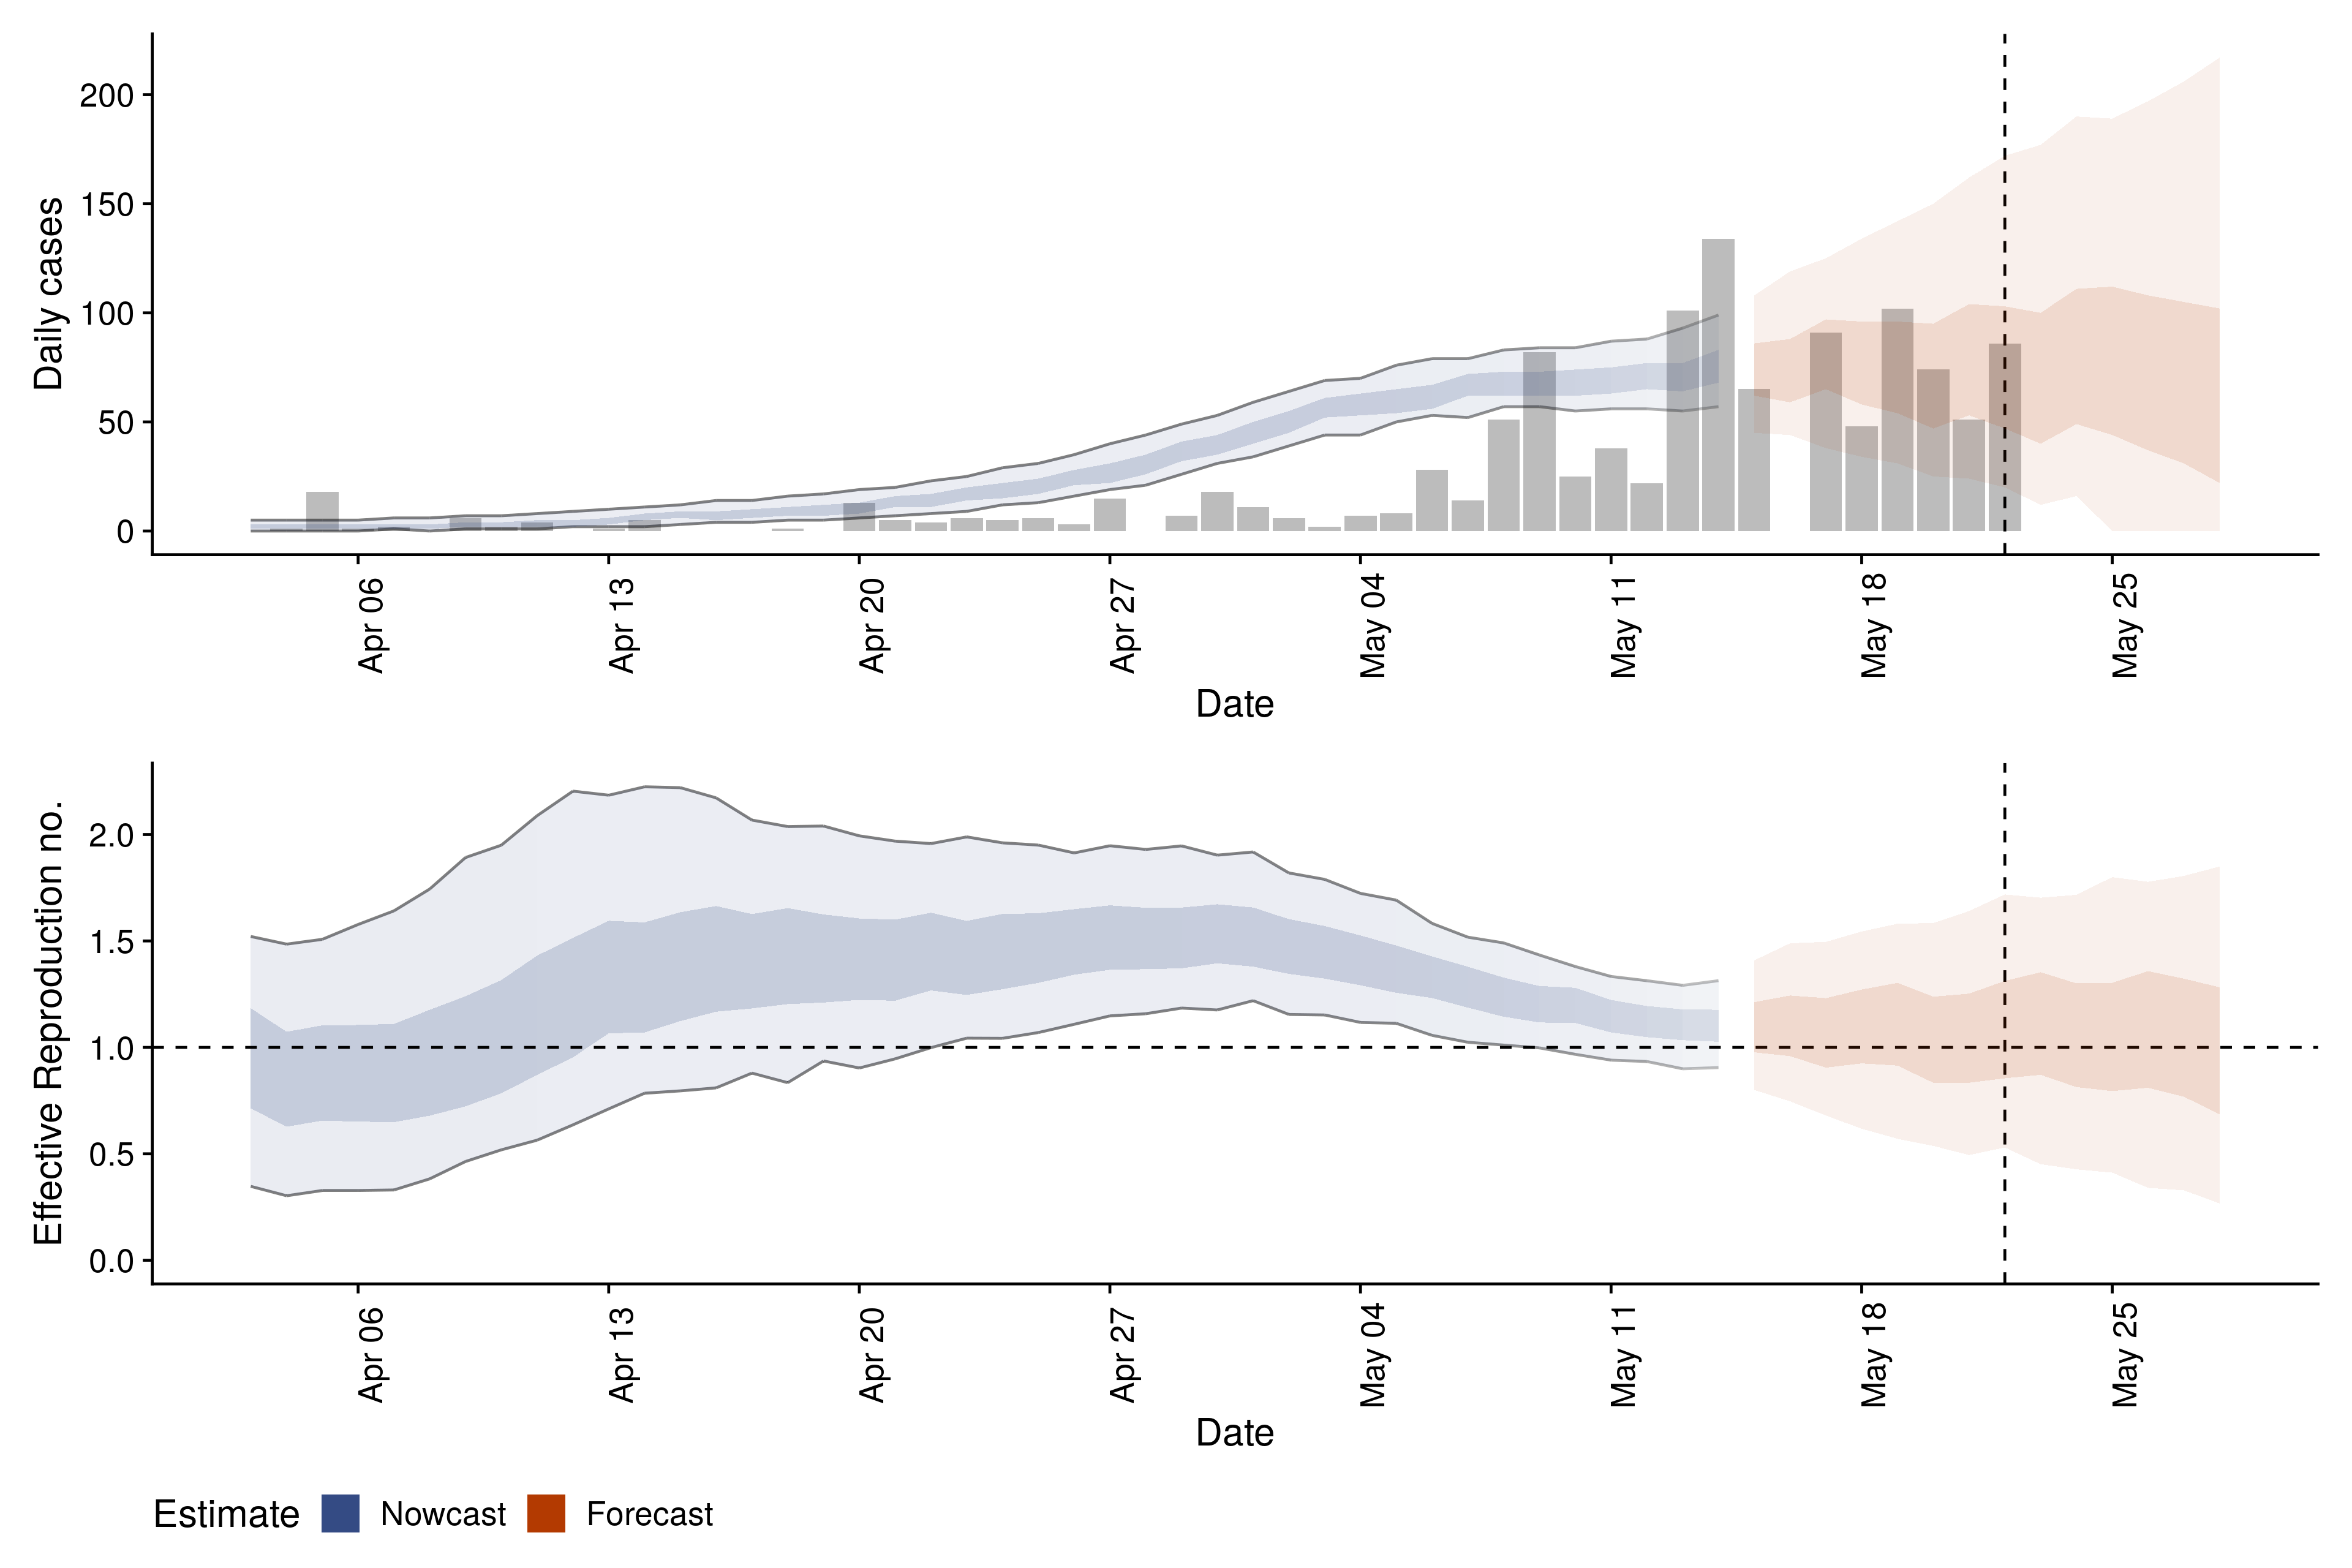 Daily cases
200
150
100
50
0
Apr 06
Apr 13
Apr 20
Apr 27
May 04
May 11
May 18
May 25
Date
Effective Reproduction no.
2.0
1.5
1.0
0.5
0.0
Apr 06
Apr 13
Apr 20
Apr 27
May 04
May 11
May 18
May 25
Date
Estimate Nowcast Forecast